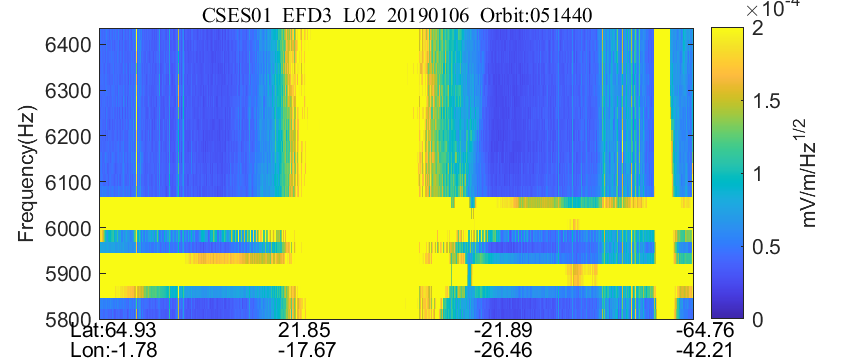 CSES01 EFD3 L02 20190106 Orbit:051440
×10⁻⁴
6400
6300
6200
6100
6000
5900
5800
Frequency(Hz)
2
1.5
1
0.5
0
mV/m/Hz^1/2
Lat:64.93 21.85 -21.89 -64.76
Lon:-1.78 -17.67 -26.46 -42.21